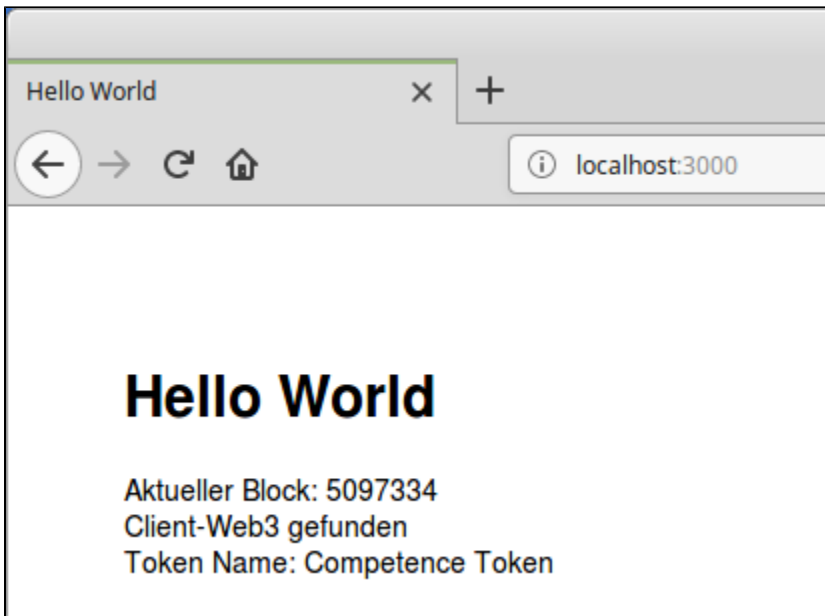 Hello World
localhost:3000
Hello World
Aktueller Block: 5097334
Client-Web3 gefunden
Token Name: Competence Token